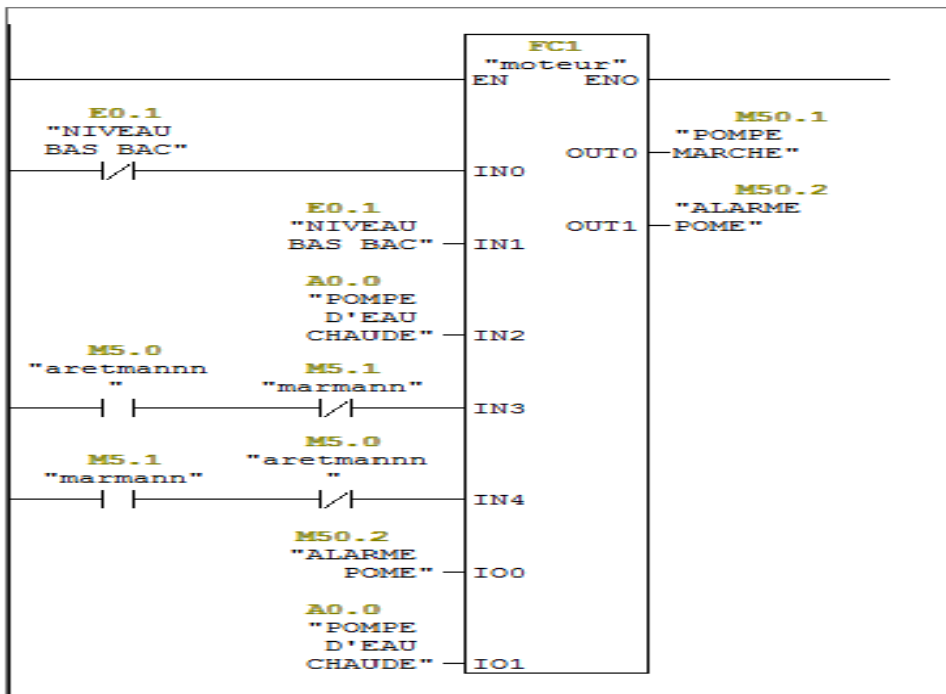 FC1
"moteur"
EN ENO
E0.1
"NIVEAU
BAS BAC"
IN0
OUT0
M50.1
"POMPE
MARCHE"
E0.1
"NIVEAU
BAS BAC"
IN1
OUT1
M50.2
"ALARME
POME"
A0.0
"POMPE
D'EAU
CHAUDE"
IN2
M5.0
"aretmannn
"
M5.1
"marmann"
IN3
M5.1
"marmann"
M5.0
"aretmannn
"
IN4
M50.2
"ALARME
POME"
IO0
A0.0
"POMPE
D'EAU
CHAUDE"
IO1